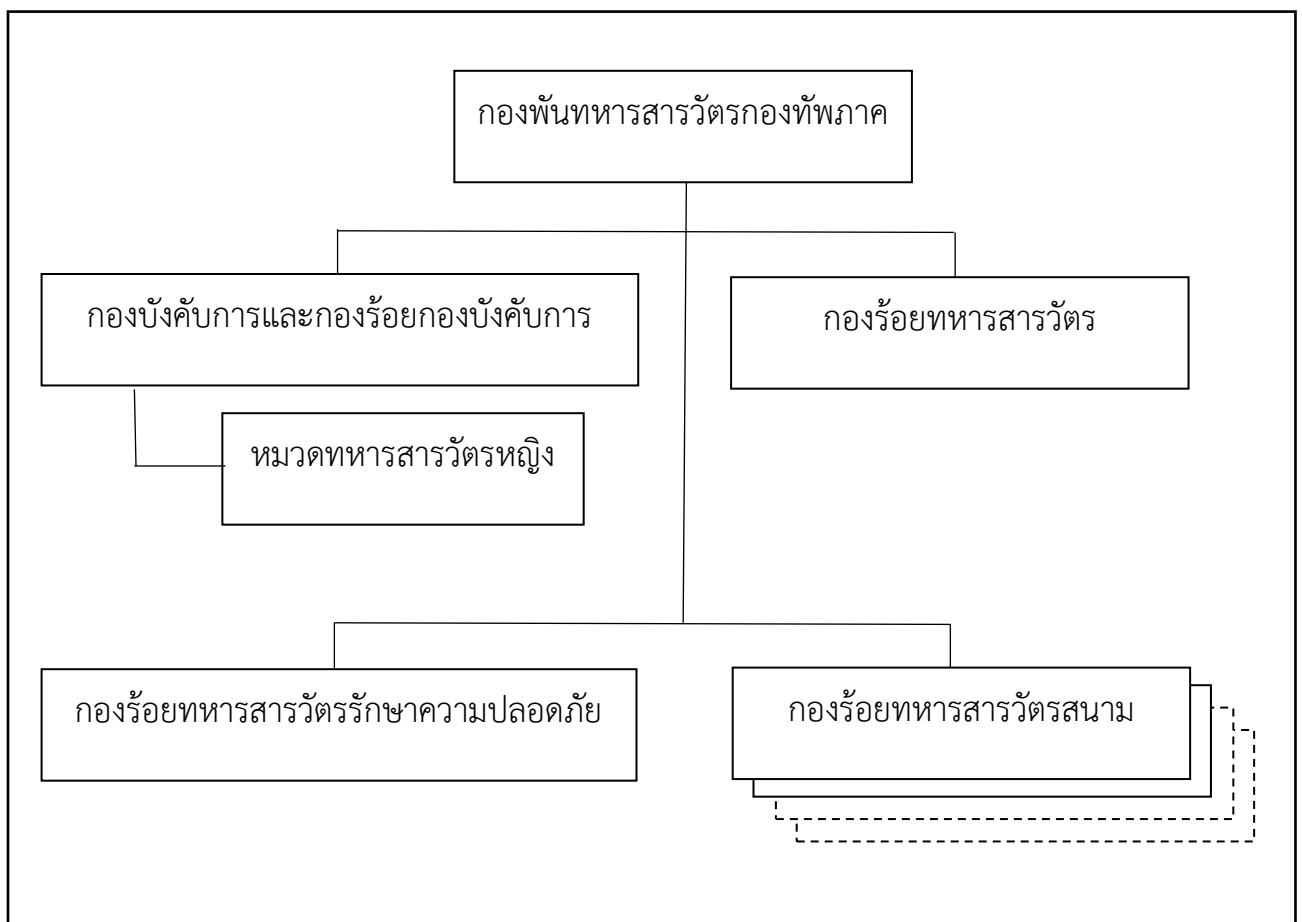 กองพันทหารสารวัตรกองทัพภาค
กองบังคับการและกองร้อยกองบังคับการ
กองร้อยทหารสารวัตร
หมวดทหารสารวัตรหญิง
กองร้อยทหารสารวัตรรักษาความปลอดภัย
กองร้อยทหารสารวัตรสนาม